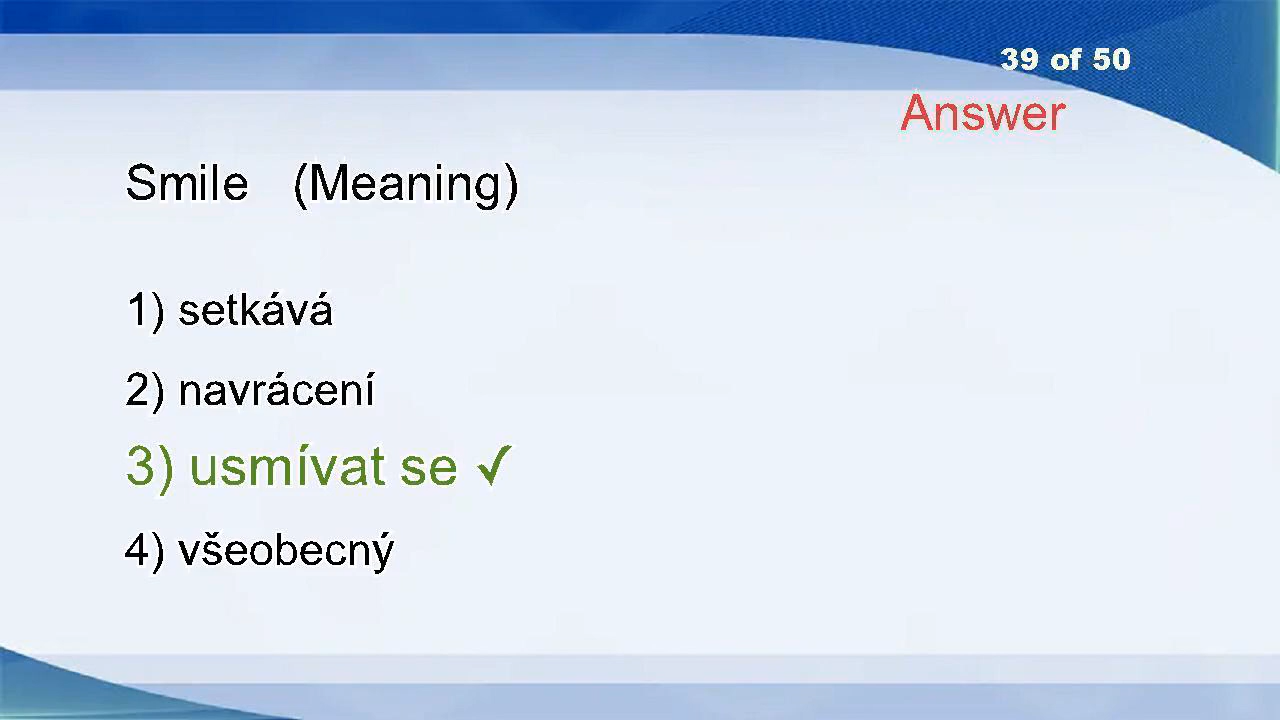 39 of 50
Answer
Smile (Meaning)
1) setkává
2) navrácení
3) usmívat se ✓
4) všeobecný